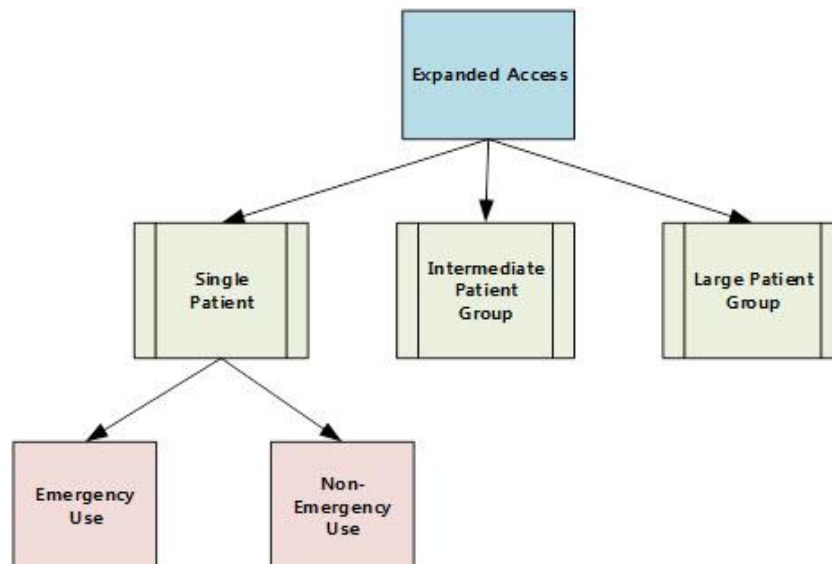 Expanded Access
Single
Patient
Intermediate
Patient
Group
Large Patient
Group
Emergency
Use
Non-
Emergency
Use